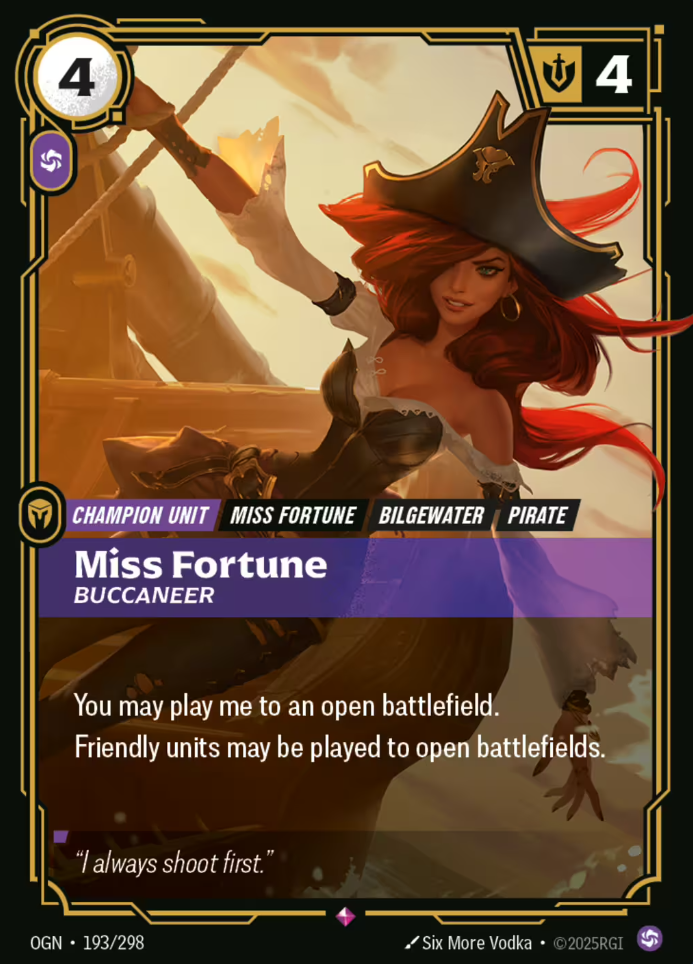 4
4
CHAMPION UNIT MISS FORTUNE BILGEWATER PIRATE
Miss Fortune
BUCCANEER
You may play me to an open battlefield.
Friendly units may be played to open battlefields.
“I always shoot first.”
OGN • 193/298 Six More Vodka • ©2025RGI